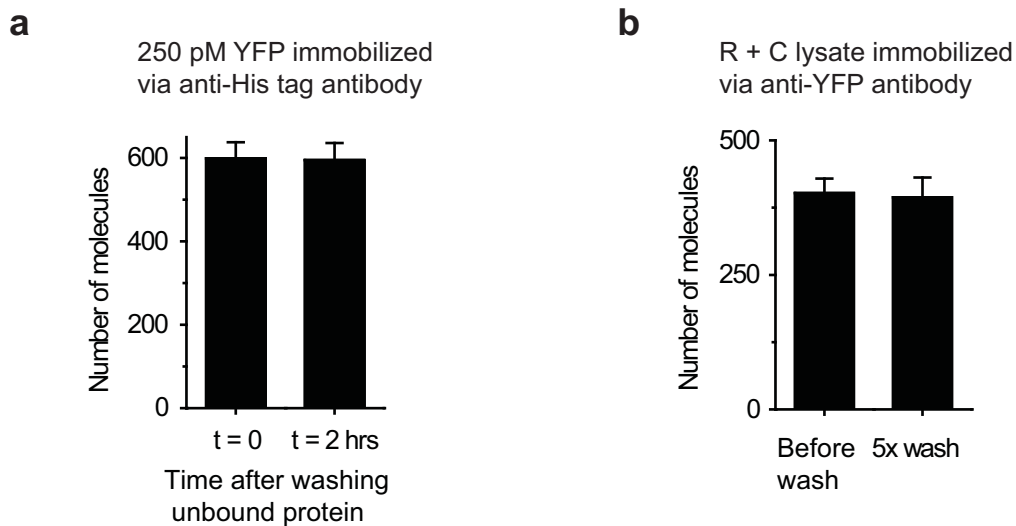 a
250 pM YFP immobilized
via anti-His tag antibody
Number of molecules
600
400
200
0
t = 0
t = 2 hrs
Time after washing
unbound protein
b
R + C lysate immobilized
via anti-YFP antibody
Number of molecules
500
250
0
Before
wash
5x wash